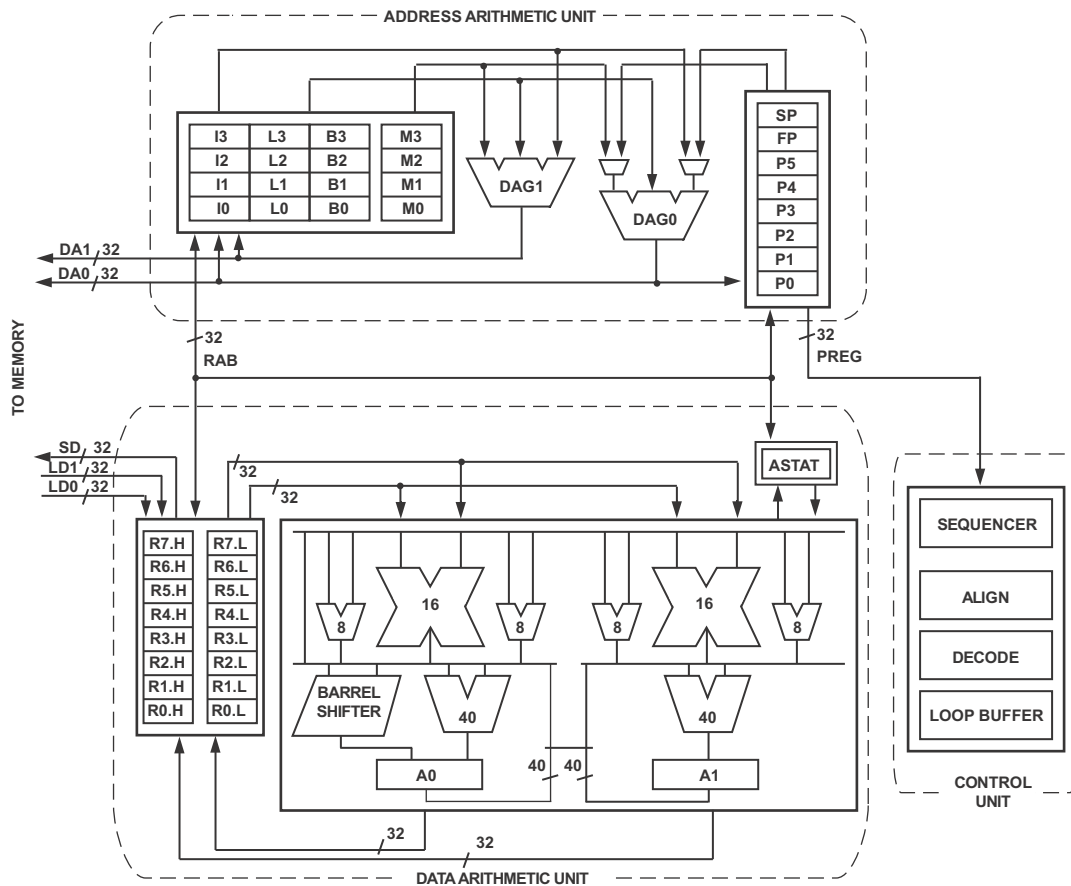 ADDRESS ARITHMETIC UNIT
I3 L3 B3 M3
I2 L2 B2 M2
I1 L1 B1 M1
I0 L0 B0 M0
DAG1
DAG0
SP
FP
P5
P4
P3
P2
P1
P0
DA1 32
DA0 32
TO MEMORY
32
RAB
32
PREG
SD 32
LD1 32
LD0 32
32
32
ASTAT
R7.H R7.L
R6.H R6.L
R5.H R5.L
R4.H R4.L
R3.H R3.L
R2.H R2.L
R1.H R1.L
R0.H R0.L
16
16
8
8
8
8
BARREL
SHIFTER
40
40
A0
40
40
A1
32
32
DATA ARITHMETIC UNIT
SEQUENCER
ALIGN
DECODE
LOOP BUFFER
CONTROL
UNIT